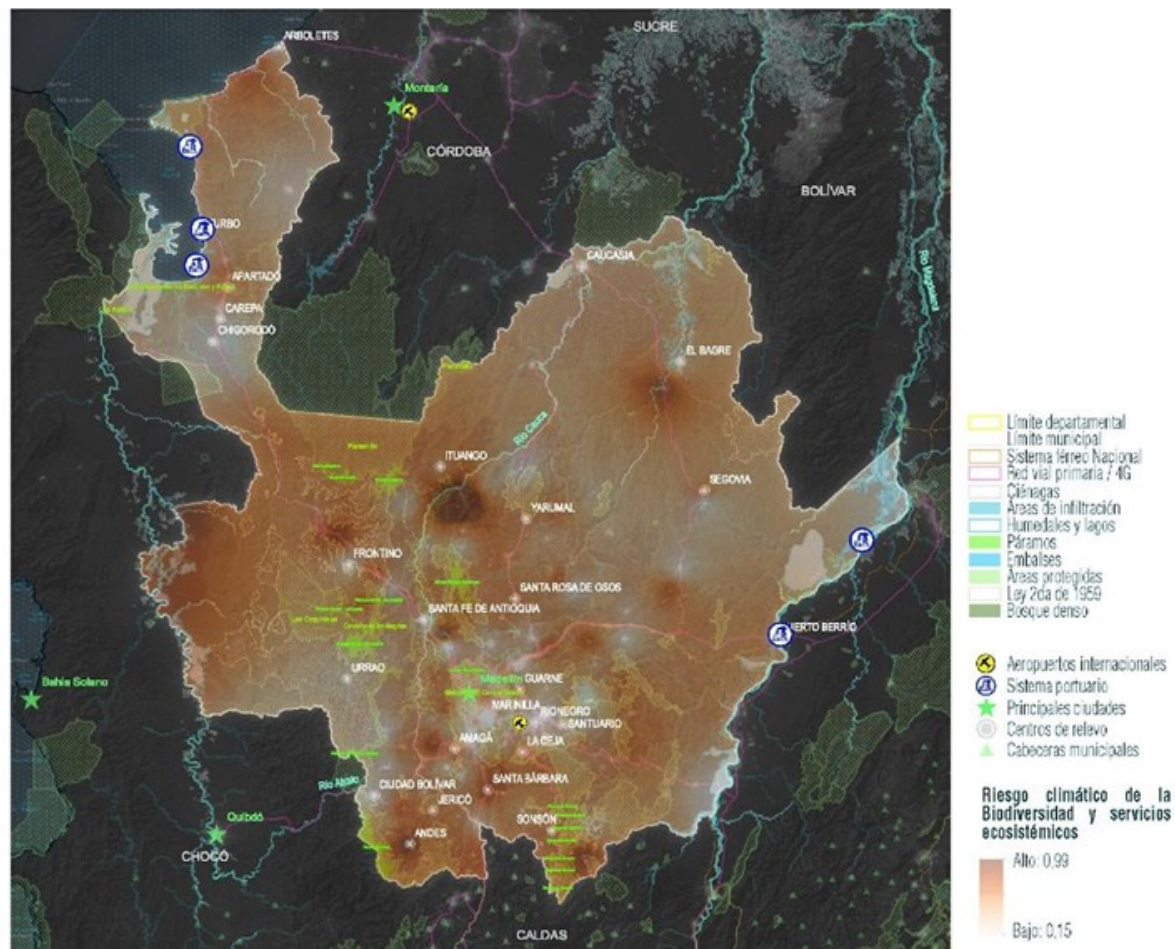 SUCRE
ARBOLETES
Montería
CÓRDOBA
BOLÍVAR
Río Magdalena
TURBO
CAUCASIA
APARTADÓ
CAREPA
CHIGORODÓ
EL BAGRE
Río Cauca
ITUANGO
SEGOVIA
YARUMAL
FRONTINO
SANTA ROSA DE OSOS
SANTA FE DE ANTIOQUIA
UERTO BERRÍO
URRAO
Medellín
GUARNE
Bahía Solano
MARINILLA
RIONEGRO
SANTUARIO
AMAGÁ
LA CEJA
CIUDAD BOLÍVAR
SANTA BÁRBARA
JERICÓ
SONSÓN
Quibdó
ANDES
CHOCÓ
CALDAS
Límite departamental
Límite municipal
Sistema férreo Nacional
Red vial primaria / 4G
Ciénagas
Áreas de infiltración
Humedales y lagos
Páramos
Embalses
Áreas protegidas
Ley 2da de 1959
Bosque denso
Aeropuertos internacionales
Sistema portuario
Principales ciudades
Centros de relevo
Cabeceras municipales
Riesgo climático de la
Biodiversidad y servicios
ecosistémicos
Alto: 0,99
Bajo: 0,15